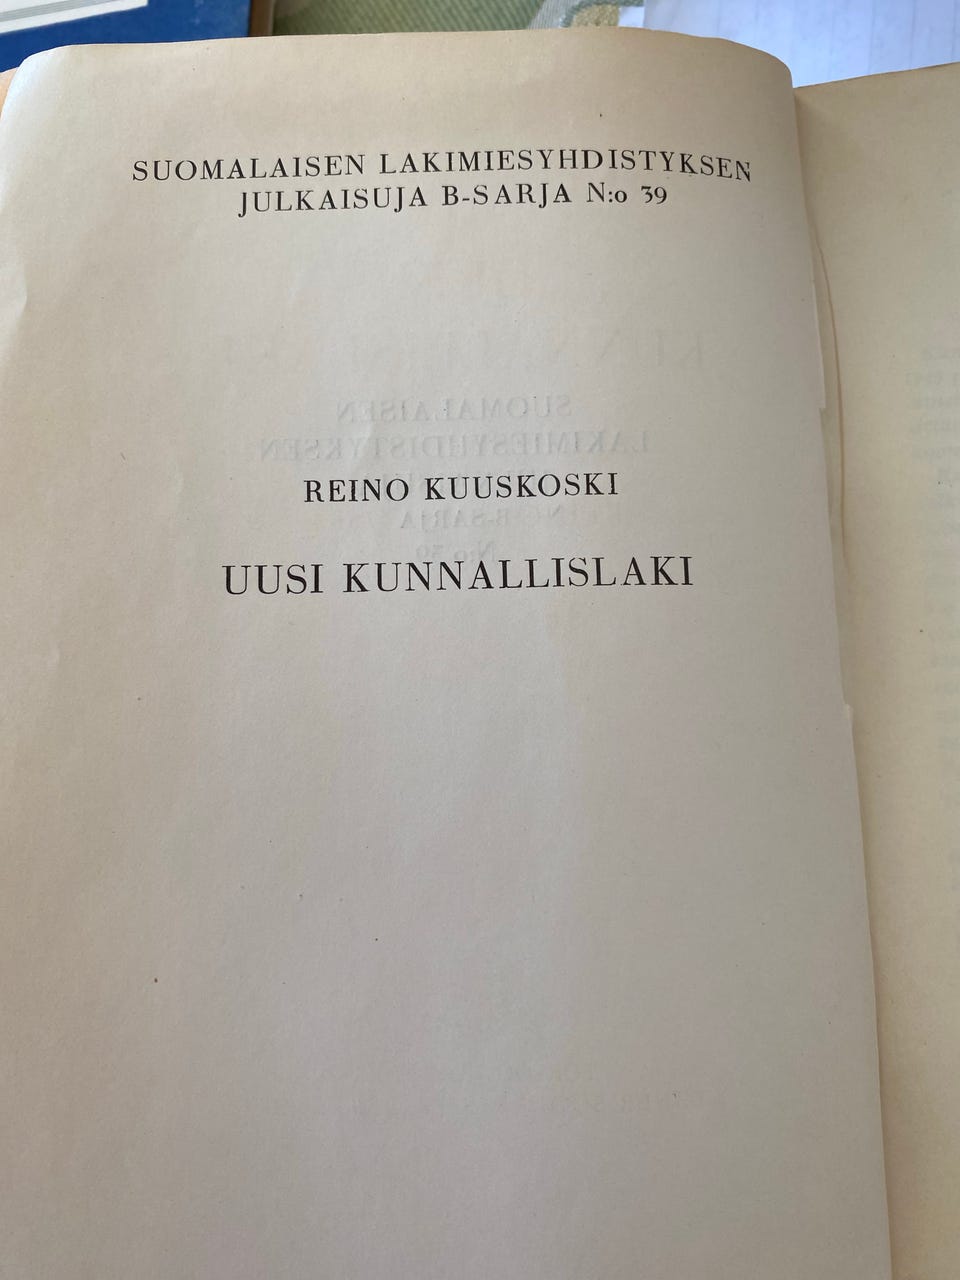 SUOMALAISEN LAKIMIESYHDISTYKSEN
JULKAISUJA B-SARJA N:o 39
REINO KUUSKOSKI
UUSI KUNNALLISLAKI